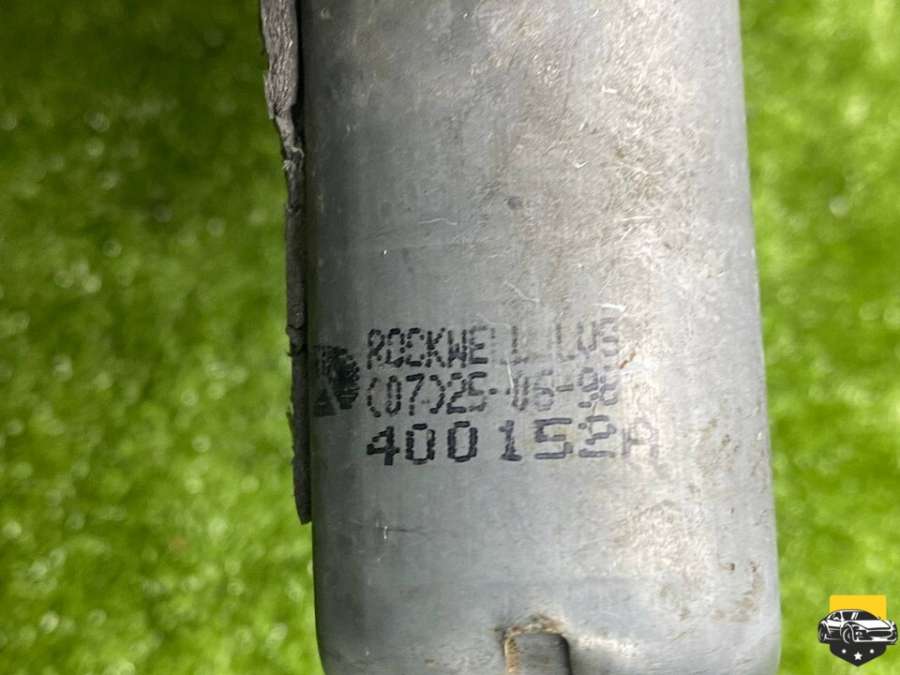 ROCKWELL LVS
(07)25-06-98
400152A